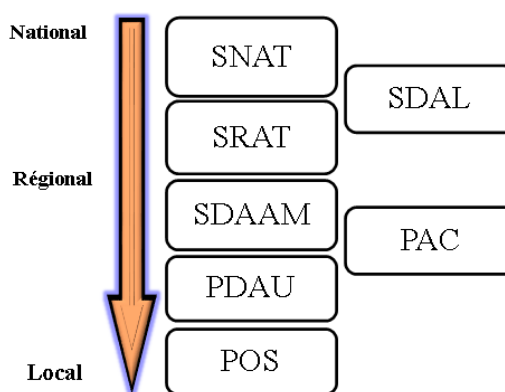 National
SNAT
SDAL
SRAT
Régional
SDAAM
PAC
PDAU
POS
Local